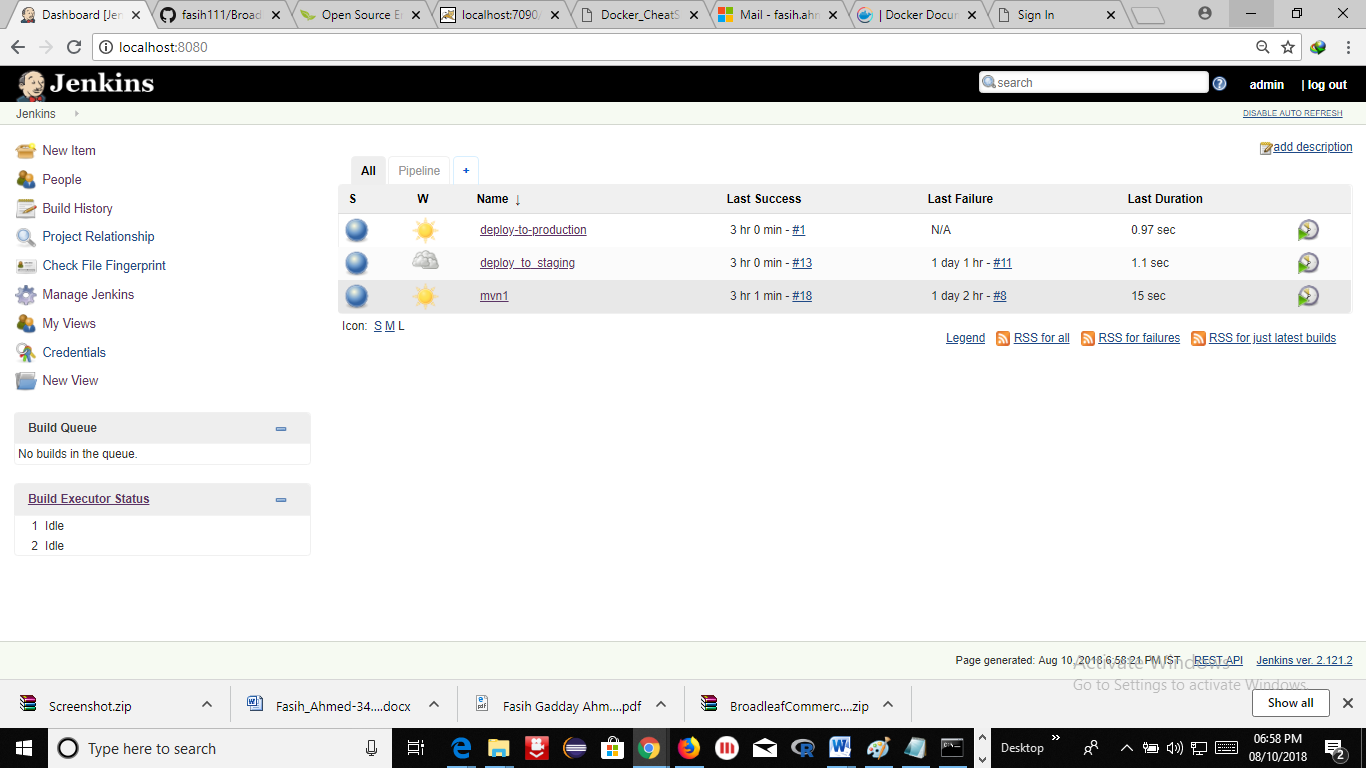 Dashboard [Jen
fasih111/Broad
Open Source E
localhost:7090/
Docker_CheatS
Mail - fasih.ahm
| Docker Docu
Sign In
localhost:8080
Jenkins
search
admin
| log out
Jenkins
DISABLE AUTO REFRESH
New Item
People
Build History
Project Relationship
Check File Fingerprint
Manage Jenkins
My Views
Credentials
New View
add description
All Pipeline +
S W Name ↓ Last Success Last Failure Last Duration
deploy-to-production 3 hr 0 min - #1 N/A 0.97 sec
deploy_to_staging 3 hr 0 min - #13 1 day 1 hr - #11 1.1 sec
mvn1 3 hr 1 min - #18 1 day 2 hr - #8 15 sec
Icon: S M L
Legend RSS for all RSS for failures RSS for just latest builds
Build Queue
No builds in the queue.
Build Executor Status
1 Idle
2 Idle
Page generated: Aug 10, 2018 6:58:21 PM IST REST API Jenkins ver. 2.121.2
Activate Windows
Go to Settings to activate Windows.
Screenshot.zip
Fasih_Ahmed-34....docx
Fasih Gadday Ahm....pdf
BroadleafCommerc....zip
Show all
Type here to search
Desktop
06:58 PM
08/10/2018
2